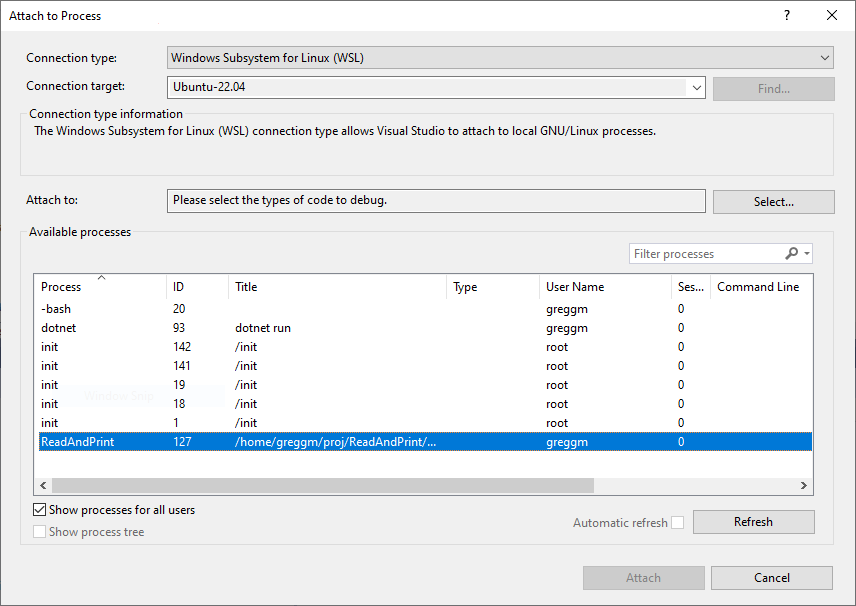 Attach to Process ?
Connection type: Windows Subsystem for Linux (WSL)
Connection target: Ubuntu-22.04 Find...
Connection type information
The Windows Subsystem for Linux (WSL) connection type allows Visual Studio to attach to local GNU/Linux processes.
Attach to: Please select the types of code to debug. Select...
Available processes
Filter processes
Process ID Title Type User Name Ses... Command Line
-bash 20 greggm 0
dotnet 93 dotnet run greggm 0
init 142 /init root 0
init 141 /init root 0
init 19 /init root 0
init 18 /init root 0
init 1 /init root 0
ReadAndPrint 127 /home/greggm/proj/ReadAndPrint/... greggm 0
Show processes for all users
Show process tree
Automatic refresh Refresh
Attach Cancel